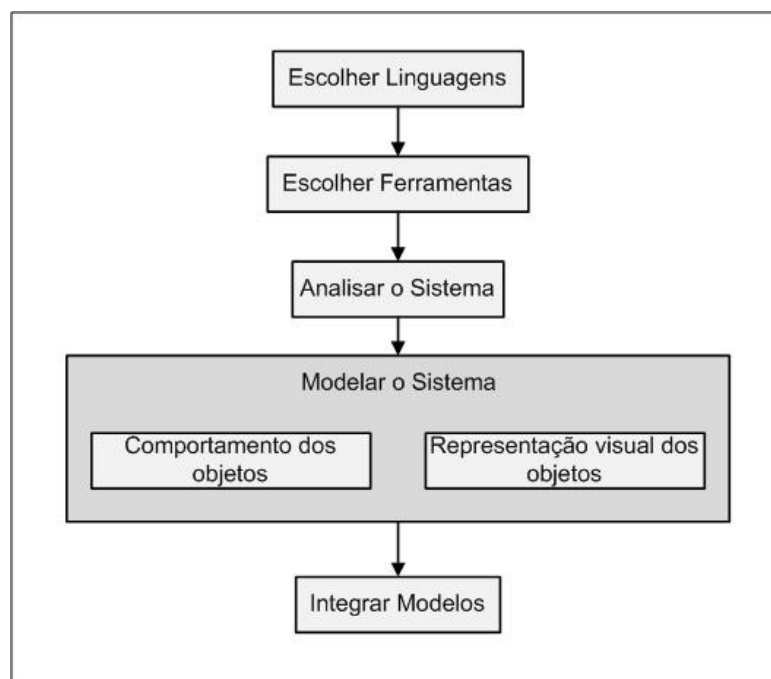 Escolher Linguagens
Escolher Ferramentas
Analisar o Sistema
Modelar o Sistema
Comportamento dos
objetos
Representação visual dos
objetos
Integrar Modelos